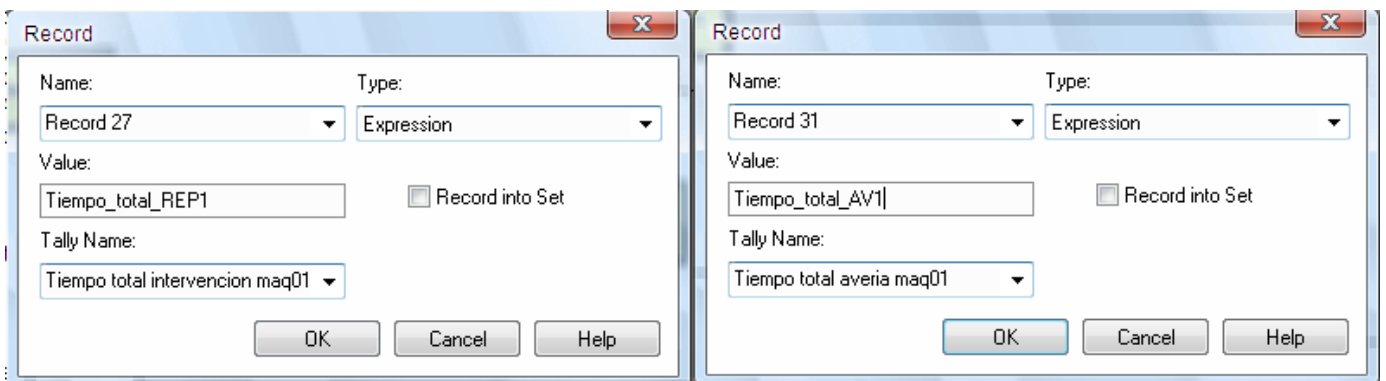 Record
Name:
Type:
Record 27
Expression
Value:
Tiempo_total_REP1
Record into Set
Tally Name:
Tiempo total intervencion maq01
OK
Cancel
Help
Record
Name:
Type:
Record 31
Expression
Value:
Tiempo_total_AV1
Record into Set
Tally Name:
Tiempo total averia maq01
OK
Cancel
Help